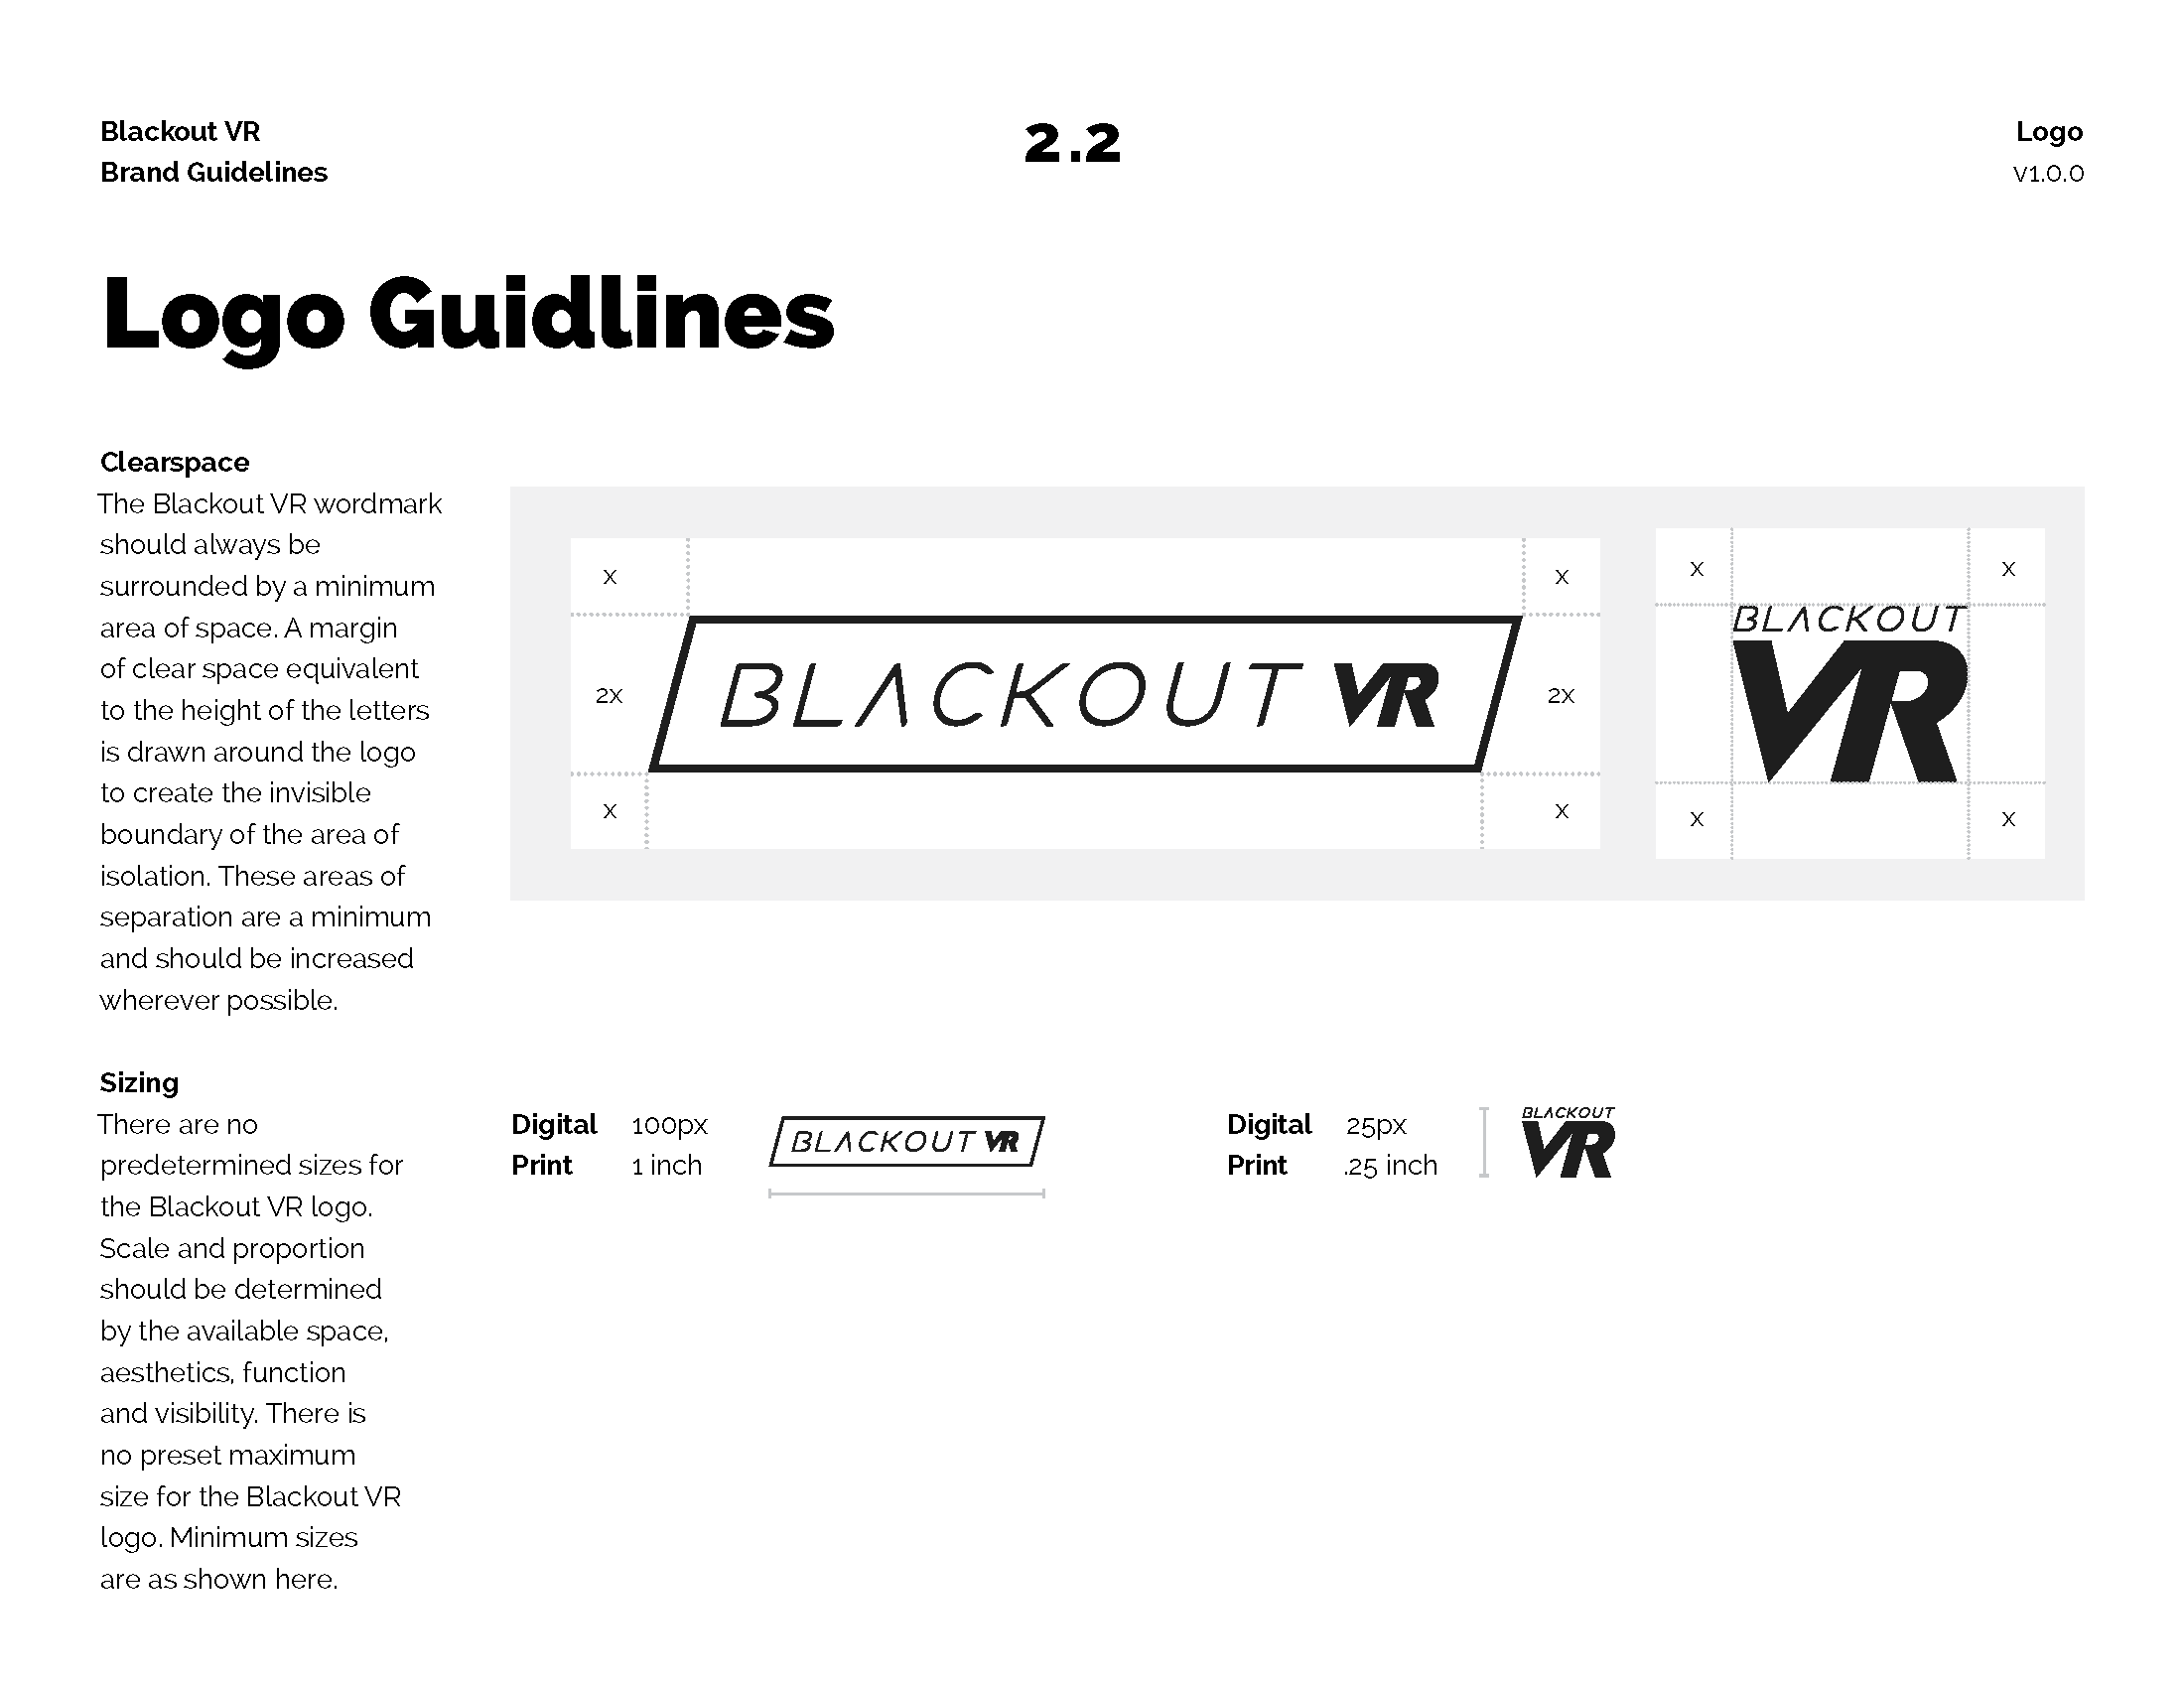 Blackout VR
Brand Guidelines
2.2
Logo
v1.0.0
Logo Guidlines
Clearspace
The Blackout VR wordmark
should always be
surrounded by a minimum
area of space. A margin
of clear space equivalent
to the height of the letters
is drawn around the logo
to create the invisible
boundary of the area of
isolation. These areas of
separation are a minimum
and should be increased
wherever possible.
x
x
2x
BLACKOUT VR
2x
x
x
x
x
BLACKOUT
VR
x
x
Sizing
There are no
predetermined sizes for
the Blackout VR logo.
Scale and proportion
should be determined
by the available space,
aesthetics, function
and visibility. There is
no preset maximum
size for the Blackout VR
logo. Minimum sizes
are as shown here.
Digital 100px
Print 1 inch
BLACKOUT VR
Digital 25px
Print .25 inch
BLACKOUT
VR